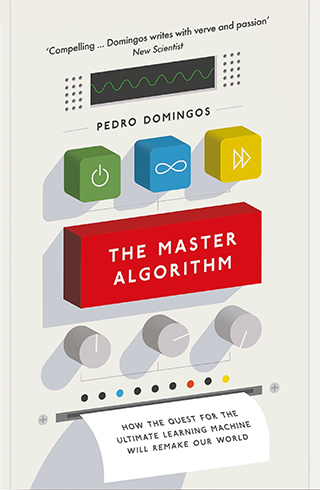 ‘Compelling ... Domingos writes with verve and passion’
New Scientist
PEDRO DOMINGOS
THE MASTER
ALGORITHM
HOW THE QUEST FOR THE
ULTIMATE LEARNING MACHINE
WILL REMAKE OUR WORLD